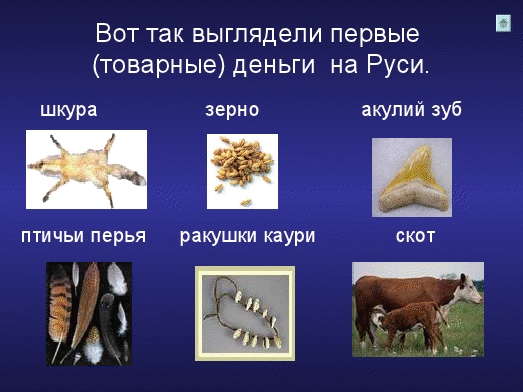 Вот так выглядели первые
(товарные) деньги на Руси.
шкура зерно акулий зуб
птичьи перья ракушки каури скот